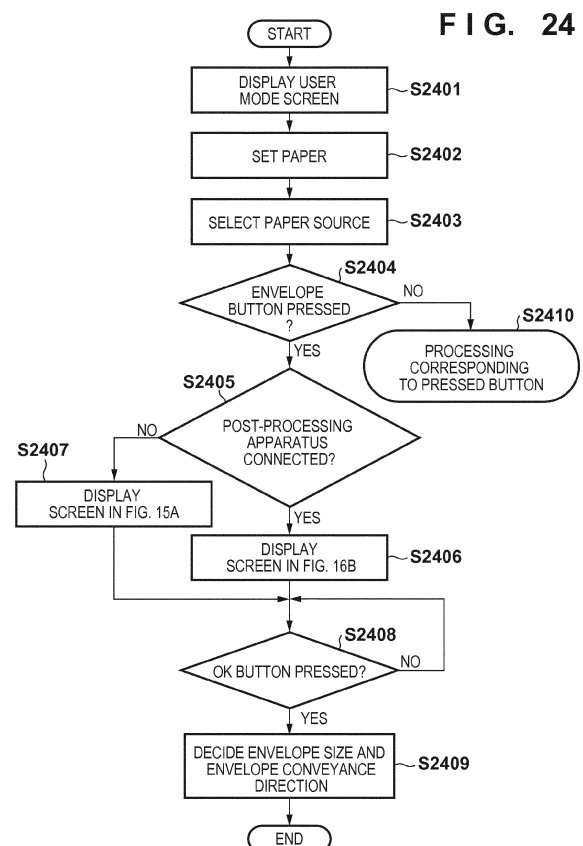 FIG. 24
START
DISPLAY USER
MODE SCREEN
S2401
SET PAPER
S2402
SELECT PAPER SOURCE
S2403
S2404
ENVELOPE
BUTTON PRESSED
?
NO
YES
S2410
PROCESSING
CORRESPONDING
TO PRESSED BUTTON
S2405
POST-PROCESSING
APPARATUS
CONNECTED?
NO
YES
S2407
DISPLAY
SCREEN IN FIG. 15A
DISPLAY
SCREEN IN FIG. 16B
S2406
S2408
OK BUTTON PRESSED?
NO
YES
DECIDE ENVELOPE SIZE AND
ENVELOPE CONVEYANCE
DIRECTION
S2409
END